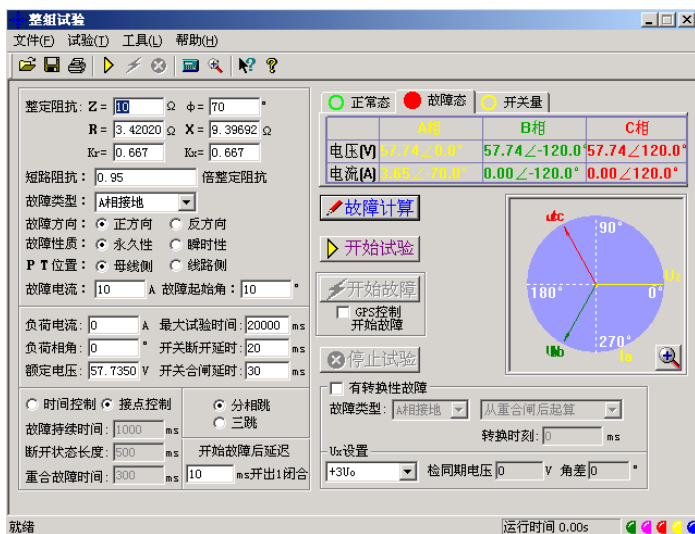 整组试验
文件(F) 试验(T) 工具(L) 帮助(H)
整定阻抗: Z = 10 Ω ф= 70 °
R = 3.42020 Ω X = 9.39692 Ω
Kr= 0.667 Kx= 0.667
短路阻抗: 0.95 倍整定阻抗
故障类型: A相接地
故障方向: 正方向 反方向
故障性质: 永久性 瞬时性
P T位置: 母线侧 线路侧
故障电流: 10 A 故障起始角: 10 °
负荷电流: 0 A 最大试验时间: 20000 ms
负荷相角: 0 ° 开关断开延时: 20 ms
额定电压: 57.7350 V 开关合闸延时: 30 ms
时间控制 接点控制
故障持续时间: 1000 ms
断开状态长度: 500 ms
重合故障时间: 300 ms
分相跳
三跳
开始故障后延迟
10 ms开出1闭合
正常态 故障态 开关量
A相 B相 C相
电压(V) 57.74∠0.0° 57.74∠-120.0° 57.74∠120.0°
电流(A) 3.65∠-70.0° 0.00∠-120.0° 0.00∠120.0°
故障计算
开始试验
开始故障
GPS控制
开始故障
停止试验
90°
180° 0°
270°
有转换性故障
故障类型: A相接地 从重合闸后起算
转换时刻: 0 ms
Ux设置
+3Uo 检同期电压 0 V 角差 0 °
就绪 运行时间 0.00s